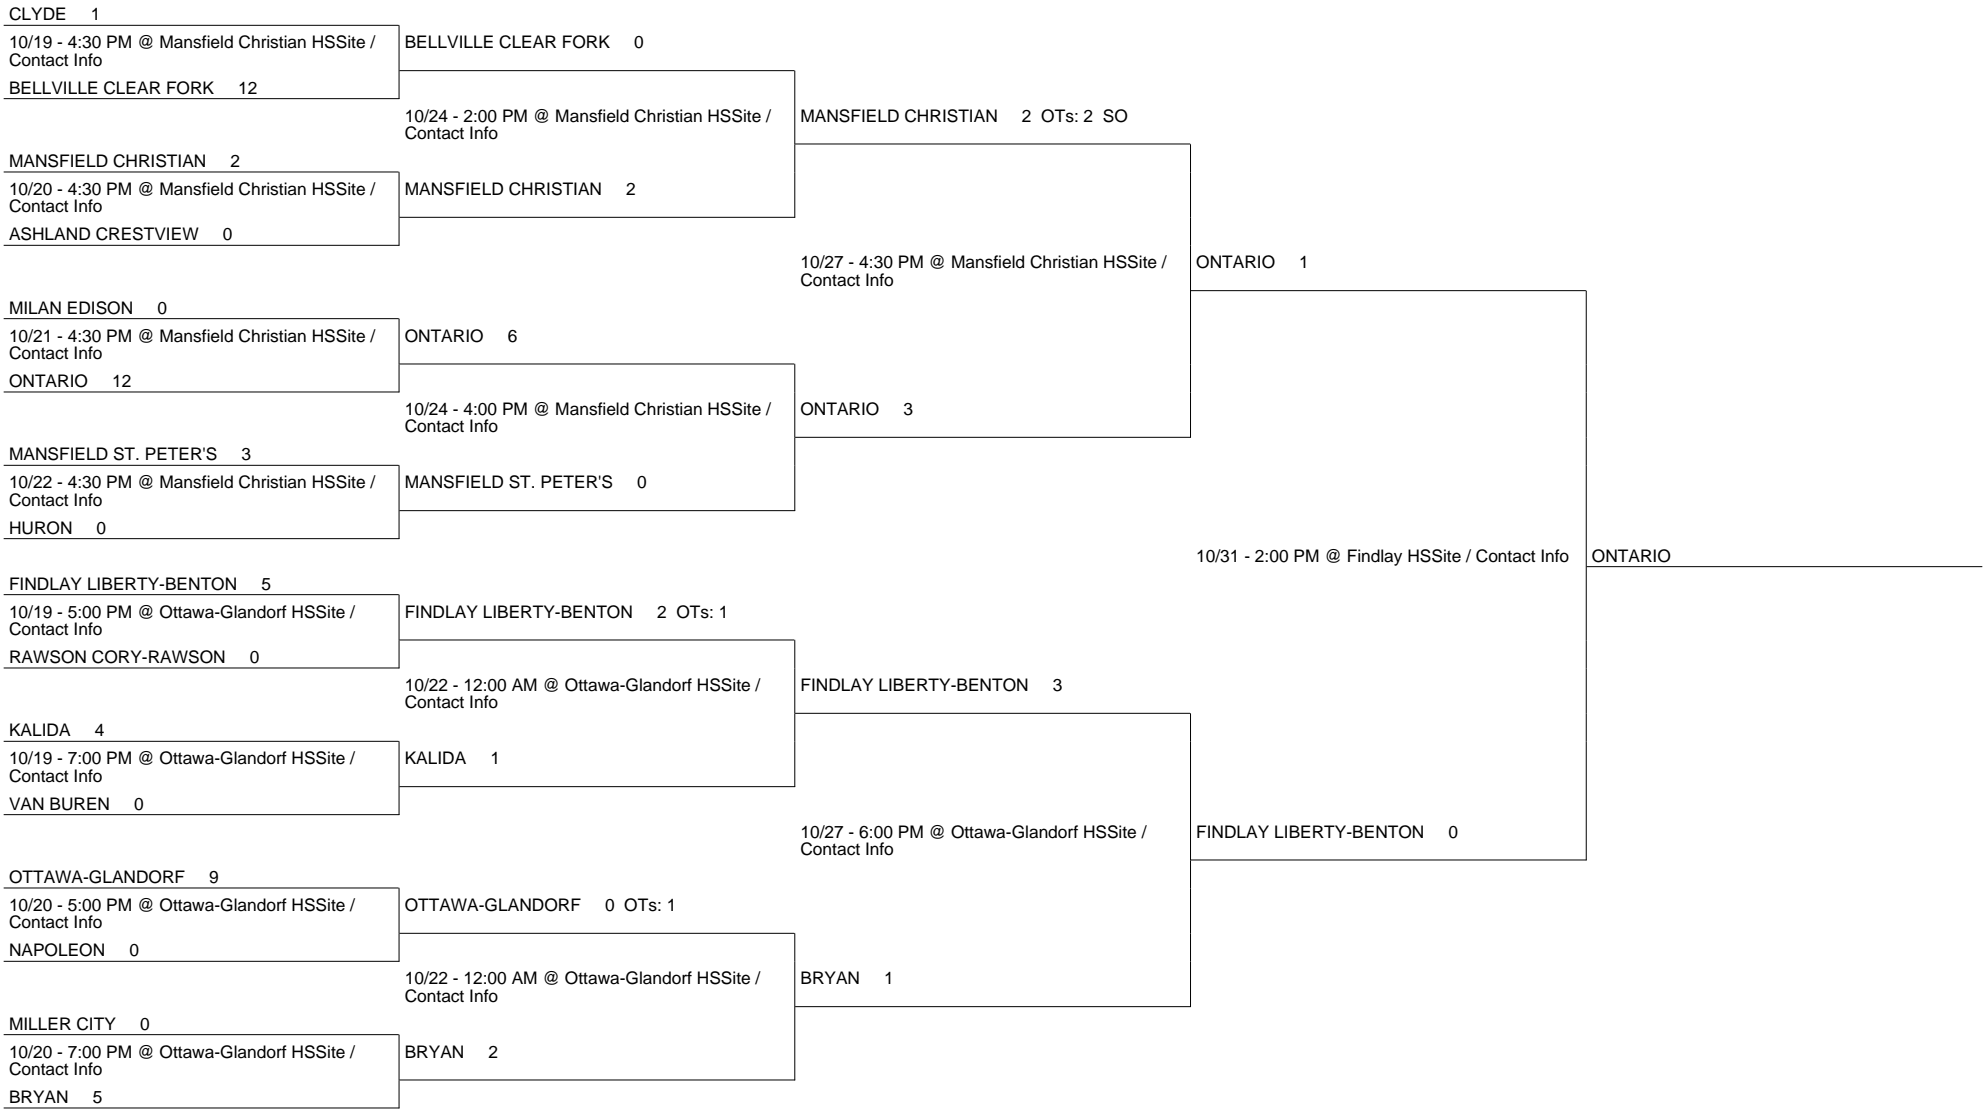 CLYDE 1
10/19 - 4:30 PM @ Mansfield Christian HSSite /
Contact Info
BELLVILLE CLEAR FORK 12
MANSFIELD CHRISTIAN 2
10/20 - 4:30 PM @ Mansfield Christian HSSite /
Contact Info
ASHLAND CRESTVIEW 0
MILAN EDISON 0
10/21 - 4:30 PM @ Mansfield Christian HSSite /
Contact Info
ONTARIO 12
MANSFIELD ST. PETER'S 3
10/22 - 4:30 PM @ Mansfield Christian HSSite /
Contact Info
HURON 0
FINDLAY LIBERTY-BENTON 5
10/19 - 5:00 PM @ Ottawa-Glandorf HSSite /
Contact Info
RAWSON CORY-RAWSON 0
KALIDA 4
10/19 - 7:00 PM @ Ottawa-Glandorf HSSite /
Contact Info
VAN BUREN 0
OTTAWA-GLANDORF 9
10/20 - 5:00 PM @ Ottawa-Glandorf HSSite /
Contact Info
NAPOLEON 0
MILLER CITY 0
10/20 - 7:00 PM @ Ottawa-Glandorf HSSite /
Contact Info
BRYAN 5
BELLVILLE CLEAR FORK 0
10/24 - 2:00 PM @ Mansfield Christian HSSite /
Contact Info
MANSFIELD CHRISTIAN 2
ONTARIO 6
10/24 - 4:00 PM @ Mansfield Christian HSSite /
Contact Info
MANSFIELD ST. PETER'S 0
FINDLAY LIBERTY-BENTON 2 OTs: 1
10/22 - 12:00 AM @ Ottawa-Glandorf HSSite /
Contact Info
KALIDA 1
OTTAWA-GLANDORF 0 OTs: 1
10/22 - 12:00 AM @ Ottawa-Glandorf HSSite /
Contact Info
BRYAN 2
MANSFIELD CHRISTIAN 2 OTs: 2 SO
10/27 - 4:30 PM @ Mansfield Christian HSSite /
Contact Info
ONTARIO 3
FINDLAY LIBERTY-BENTON 3
10/27 - 6:00 PM @ Ottawa-Glandorf HSSite /
Contact Info
BRYAN 1
ONTARIO 1
10/31 - 2:00 PM @ Findlay HSSite / Contact Info
FINDLAY LIBERTY-BENTON 0
ONTARIO